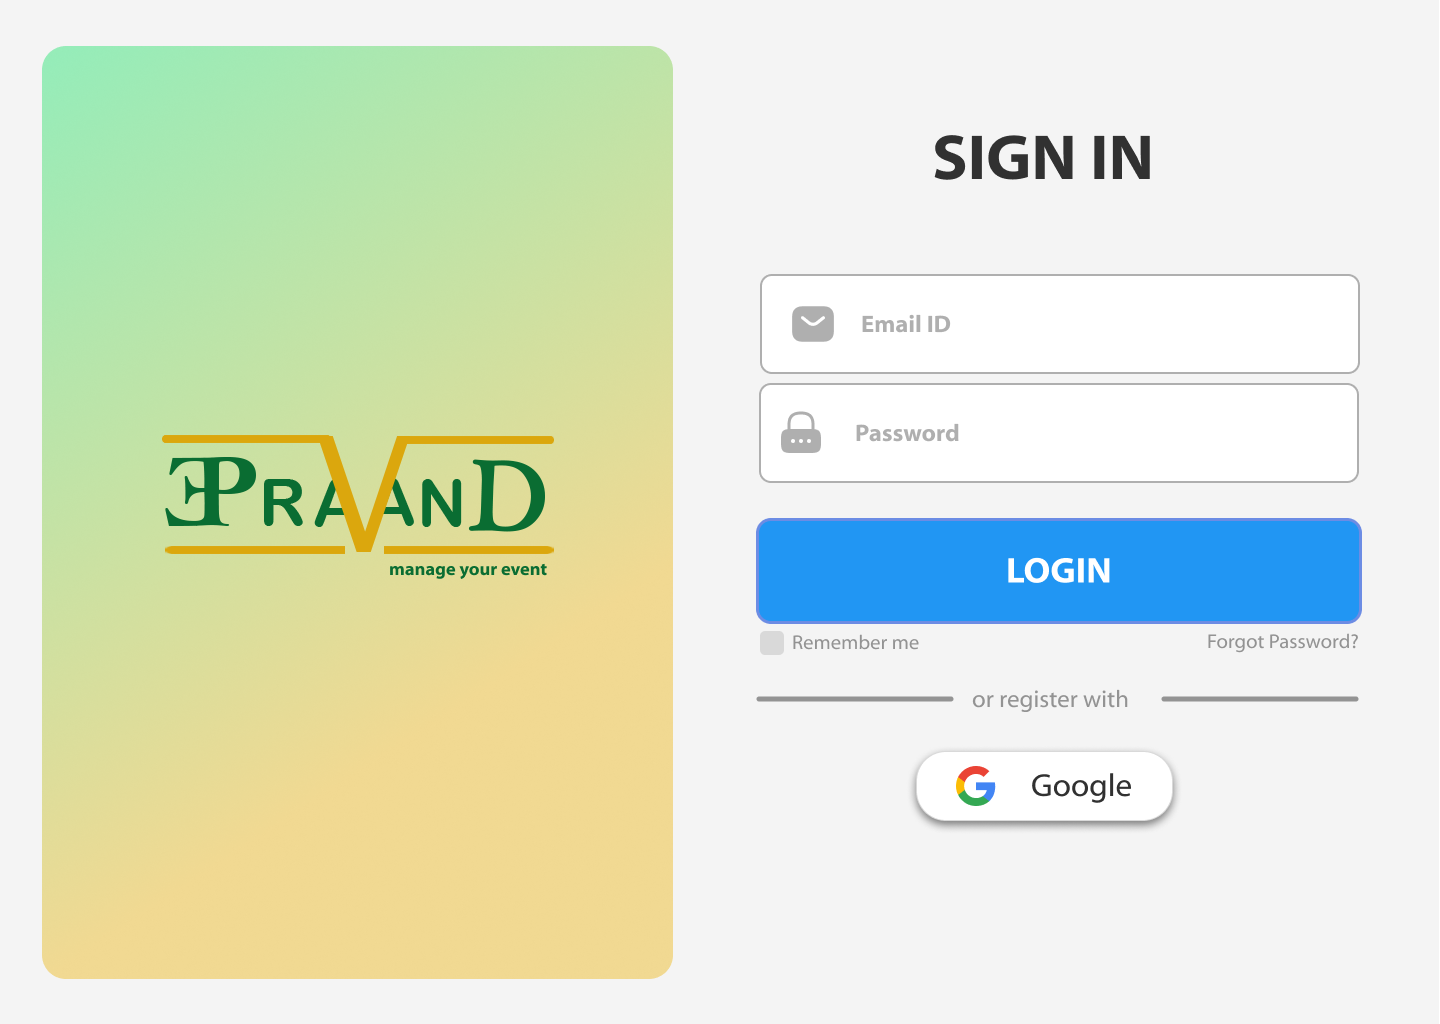 EPRAVAND
manage your event
SIGN IN
Email ID
Password
LOGIN
Remember me
Forgot Password?
or register with
Google